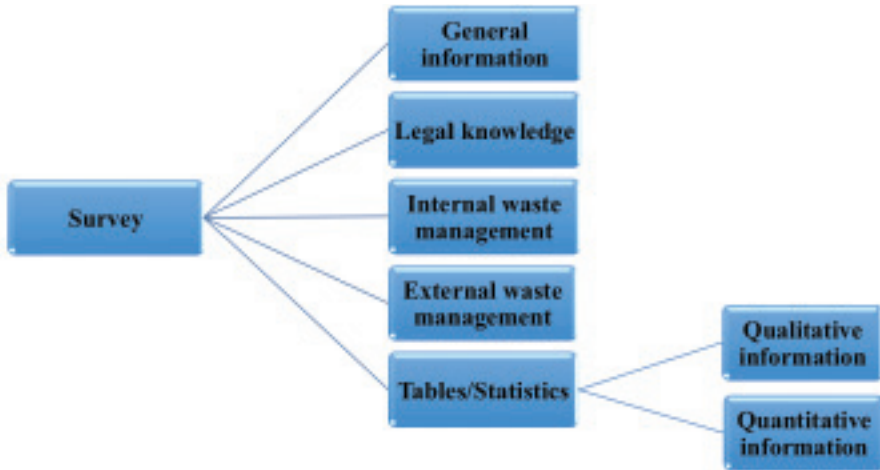 General
information
Legal knowledge
Survey
Internal waste
management
External waste
management
Tables/Statistics
Qualitative
information
Quantitative
information